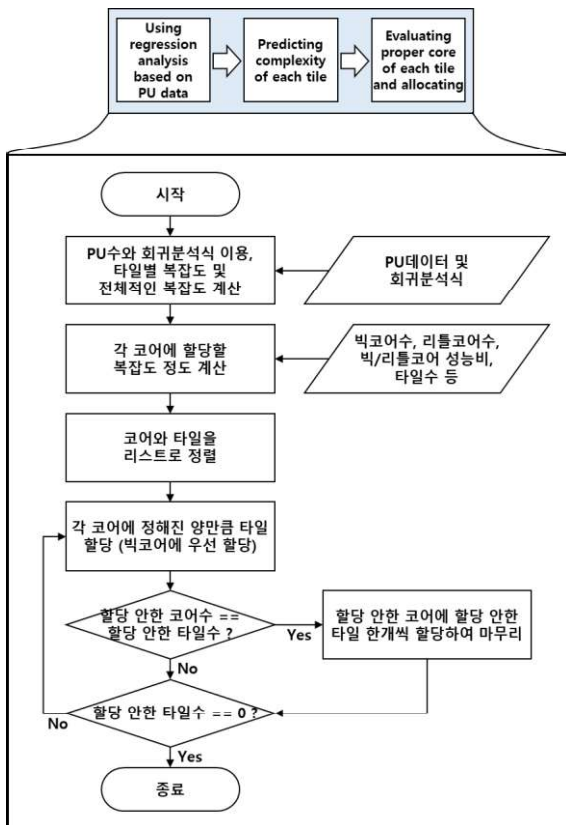 Using
regression
analysis
based on
PU data
Predicting
complexity
of each tile
Evaluating
proper core
of each tile
and allocating
시작
PU수와 회귀분석식 이용,
타일별 복잡도 및
전체적인 복잡도 계산
PU데이터 및
회귀분석식
각 코어에 할당할
복잡도 정도 계산
빅코어수, 리틀코어수,
빅/리틀코어 성능비,
타일수 등
코어와 타일을
리스트로 정렬
각 코어에 정해진 양만큼 타일
할당 (빅코어에 우선 할당)
할당 안한 코어수 ==
할당 안한 타일수 ?
Yes
할당 안한 코어에 할당 안한
타일 한개씩 할당하여 마무리
No
할당 안한 타일수 == 0 ?
No
Yes
종료